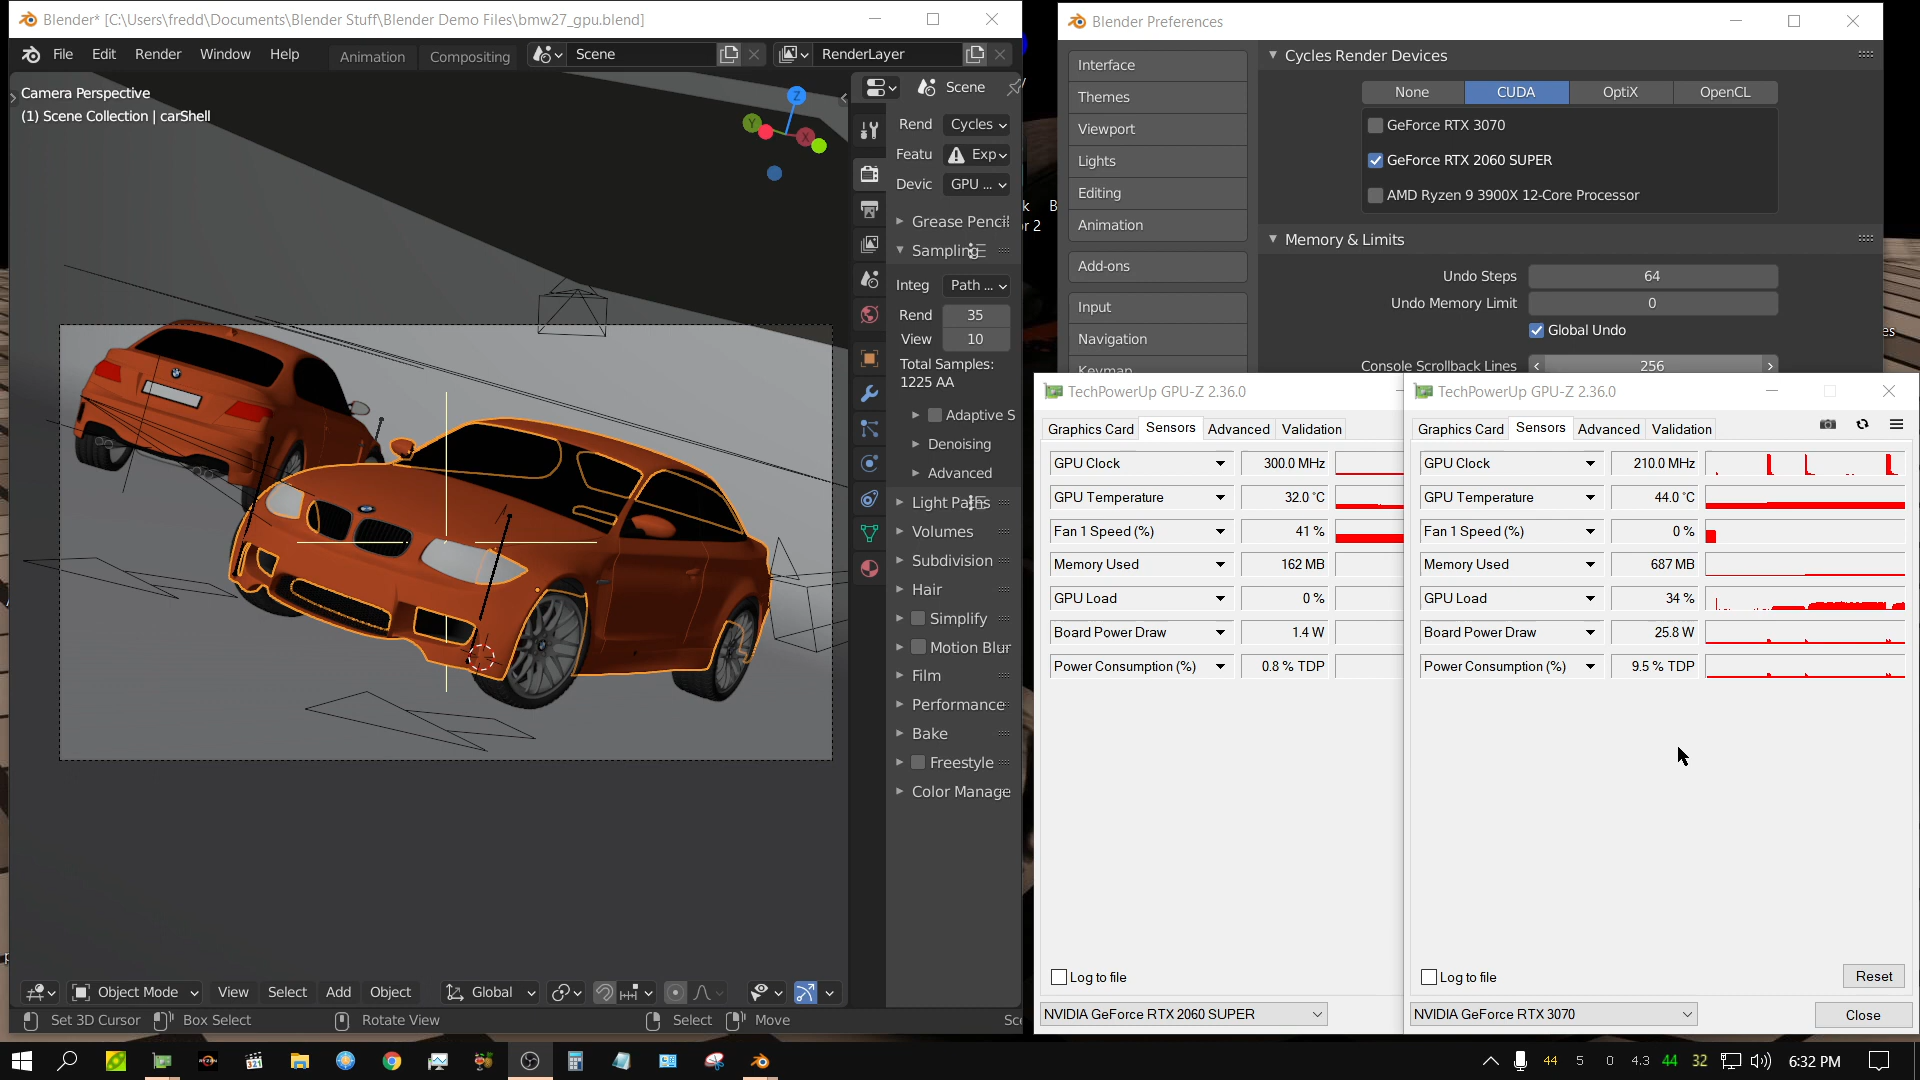 Blender* [C:\Users\fredd\Documents\Blender Stuff\Blender Demo Files\bmw27_gpu.blend]
File Edit Render Window Help Animation Compositing Scene RenderLayer
Camera Perspective
(1) Scene Collection | carShell
Z
Y
X
Scene
Rend Cycles
Featu Exp
Devic GPU ...
Grease Pencil
Sampling
Integ Path ...
Rend 35
View 10
Total Samples:
1225 AA
Adaptive S
Denoising
Advanced
Light Paths
Volumes
Subdivision
Hair
Simplify
Motion Blur
Film
Performance
Bake
Freestyle
Color Manage
Object Mode View Select Add Object Global
Set 3D Cursor Box Select Rotate View Select Move Sc
Blender Preferences
Interface
Themes
Viewport
Lights
Editing
Animation
Add-ons
Input
Navigation
Keymap
Cycles Render Devices
None CUDA OptiX OpenCL
GeForce RTX 3070
GeForce RTX 2060 SUPER
AMD Ryzen 9 3900X 12-Core Processor
Memory & Limits
Undo Steps 64
Undo Memory Limit 0
Global Undo
Console Scrollback Lines 256
k B
r 2
es
TechPowerUp GPU-Z 2.36.0
Graphics Card Sensors Advanced Validation
GPU Clock 300.0 MHz
GPU Temperature 32.0 °C
Fan 1 Speed (%) 41 %
Memory Used 162 MB
GPU Load 0 %
Board Power Draw 1.4 W
Power Consumption (%) 0.8 % TDP
Log to file
NVIDIA GeForce RTX 2060 SUPER
TechPowerUp GPU-Z 2.36.0
Graphics Card Sensors Advanced Validation
GPU Clock 210.0 MHz
GPU Temperature 44.0 °C
Fan 1 Speed (%) 0 %
Memory Used 687 MB
GPU Load 34 %
Board Power Draw 25.8 W
Power Consumption (%) 9.5 % TDP
Log to file Reset
NVIDIA GeForce RTX 3070 Close
44 5 0 4.3 44 32 6:32 PM